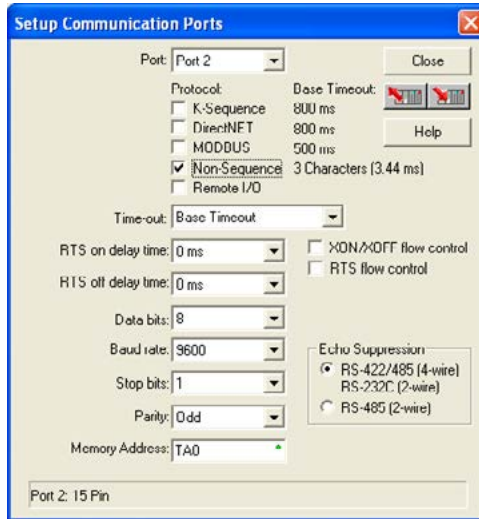 Setup Communication Ports
Port: Port 2
Close
Protocol: Base Timeout:
K-Sequence 800 ms
DirectNET 800 ms
MODBUS 500 ms
Help
Non-Sequence 3 Characters (3.44 ms)
Remote I/O
Time-out: Base Timeout
RTS on delay time: 0 ms
XON/XOFF flow control
RTS flow control
RTS off delay time: 0 ms
Data bits: 8
Baud rate: 9600
Echo Suppression
RS-422/485 (4-wire)
RS-232C (2-wire)
Stop bits: 1
RS-485 (2-wire)
Parity: Odd
Memory Address: TA0
Port 2: 15 Pin